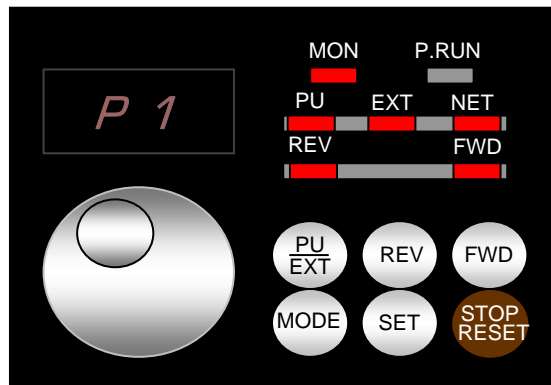 MON P.RUN
P 1
PU EXT NET
REV FWD
PU
EXT
REV
FWD
MODE
SET
STOP
RESET